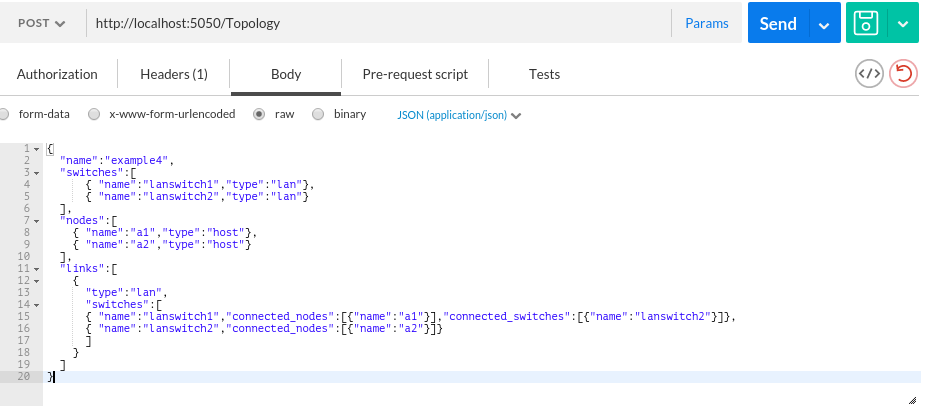 POST http://localhost:5050/Topology Params Send
Authorization Headers (1) Body Pre-request script Tests </>
form-data x-www-form-urlencoded raw binary JSON (application/json)
1 {
2 "name":"example4",
3 "switches":[
4 { "name":"lanswitch1","type":"lan"},
5 { "name":"lanswitch2","type":"lan"}
6 ],
7 "nodes":[
8 { "name":"a1","type":"host"},
9 { "name":"a2","type":"host"}
10 ],
11 "links":[
12 {
13 "type":"lan",
14 "switches":[
15 { "name":"lanswitch1","connected_nodes":[{"name":"a1"}],"connected_switches":[{"name":"lanswitch2"}]},
16 { "name":"lanswitch2","connected_nodes":[{"name":"a2"}]}
17 ]
18 }
19 ]
20 }